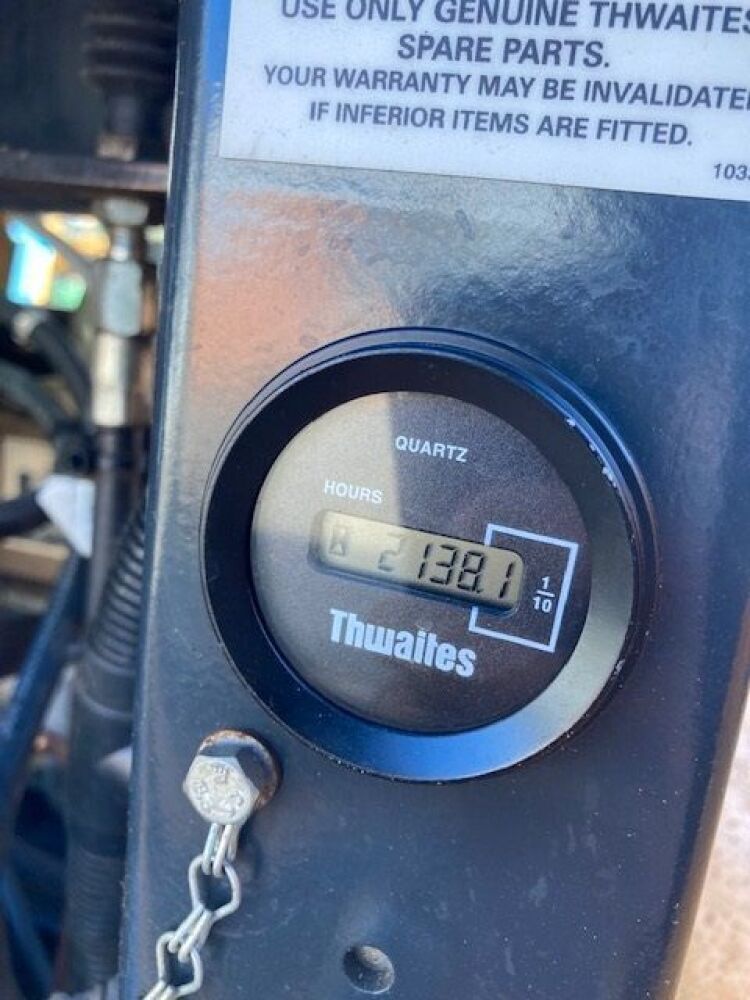 USE ONLY GENUINE THWAITES
SPARE PARTS.
YOUR WARRANTY MAY BE INVALIDATED
IF INFERIOR ITEMS ARE FITTED.
103
QUARTZ
HOURS
2138.1
1/10
Thwaites